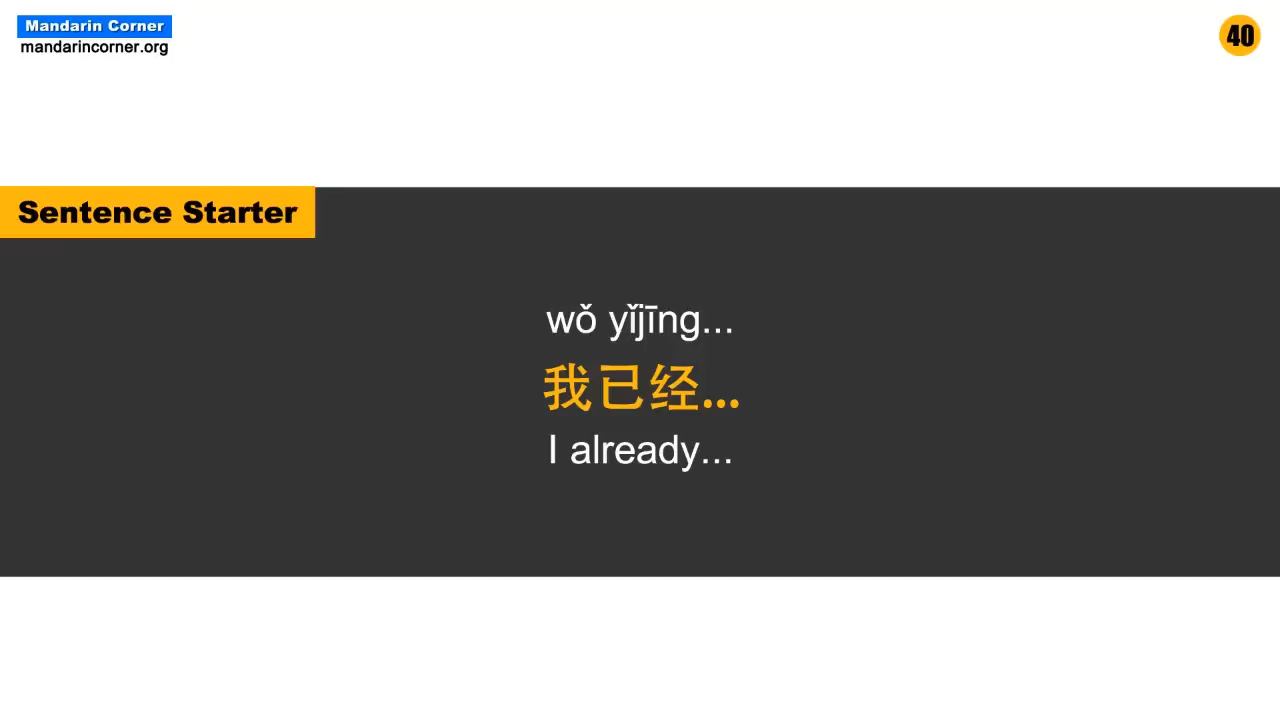 Mandarin Corner
mandarincorner.org
40
Sentence Starter
wǒ yǐjīng...
我已经...
I already...